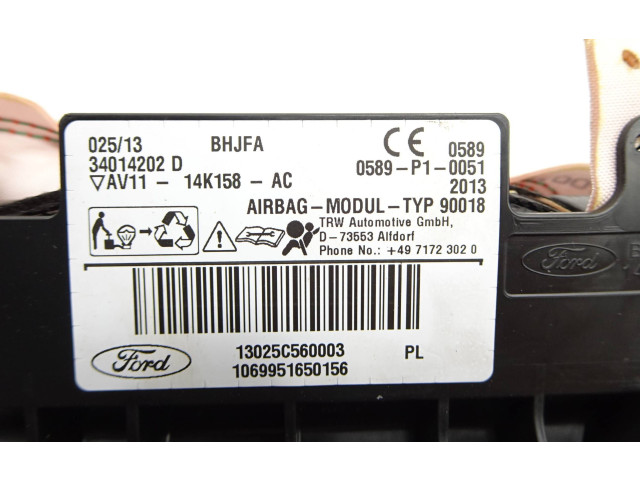 025/13 BHJFA CE 0589
34014202 D 0589-P1-0051
▽AV11 - 14K158 - AC 2013
AIRBAG-MODUL-TYP 90018
TRW Automotive GmbH,
D-73553 Alfdorf
Phone No.: +49 7172 302 0
Ford
13025C560003 PL
Ford
1069951650156